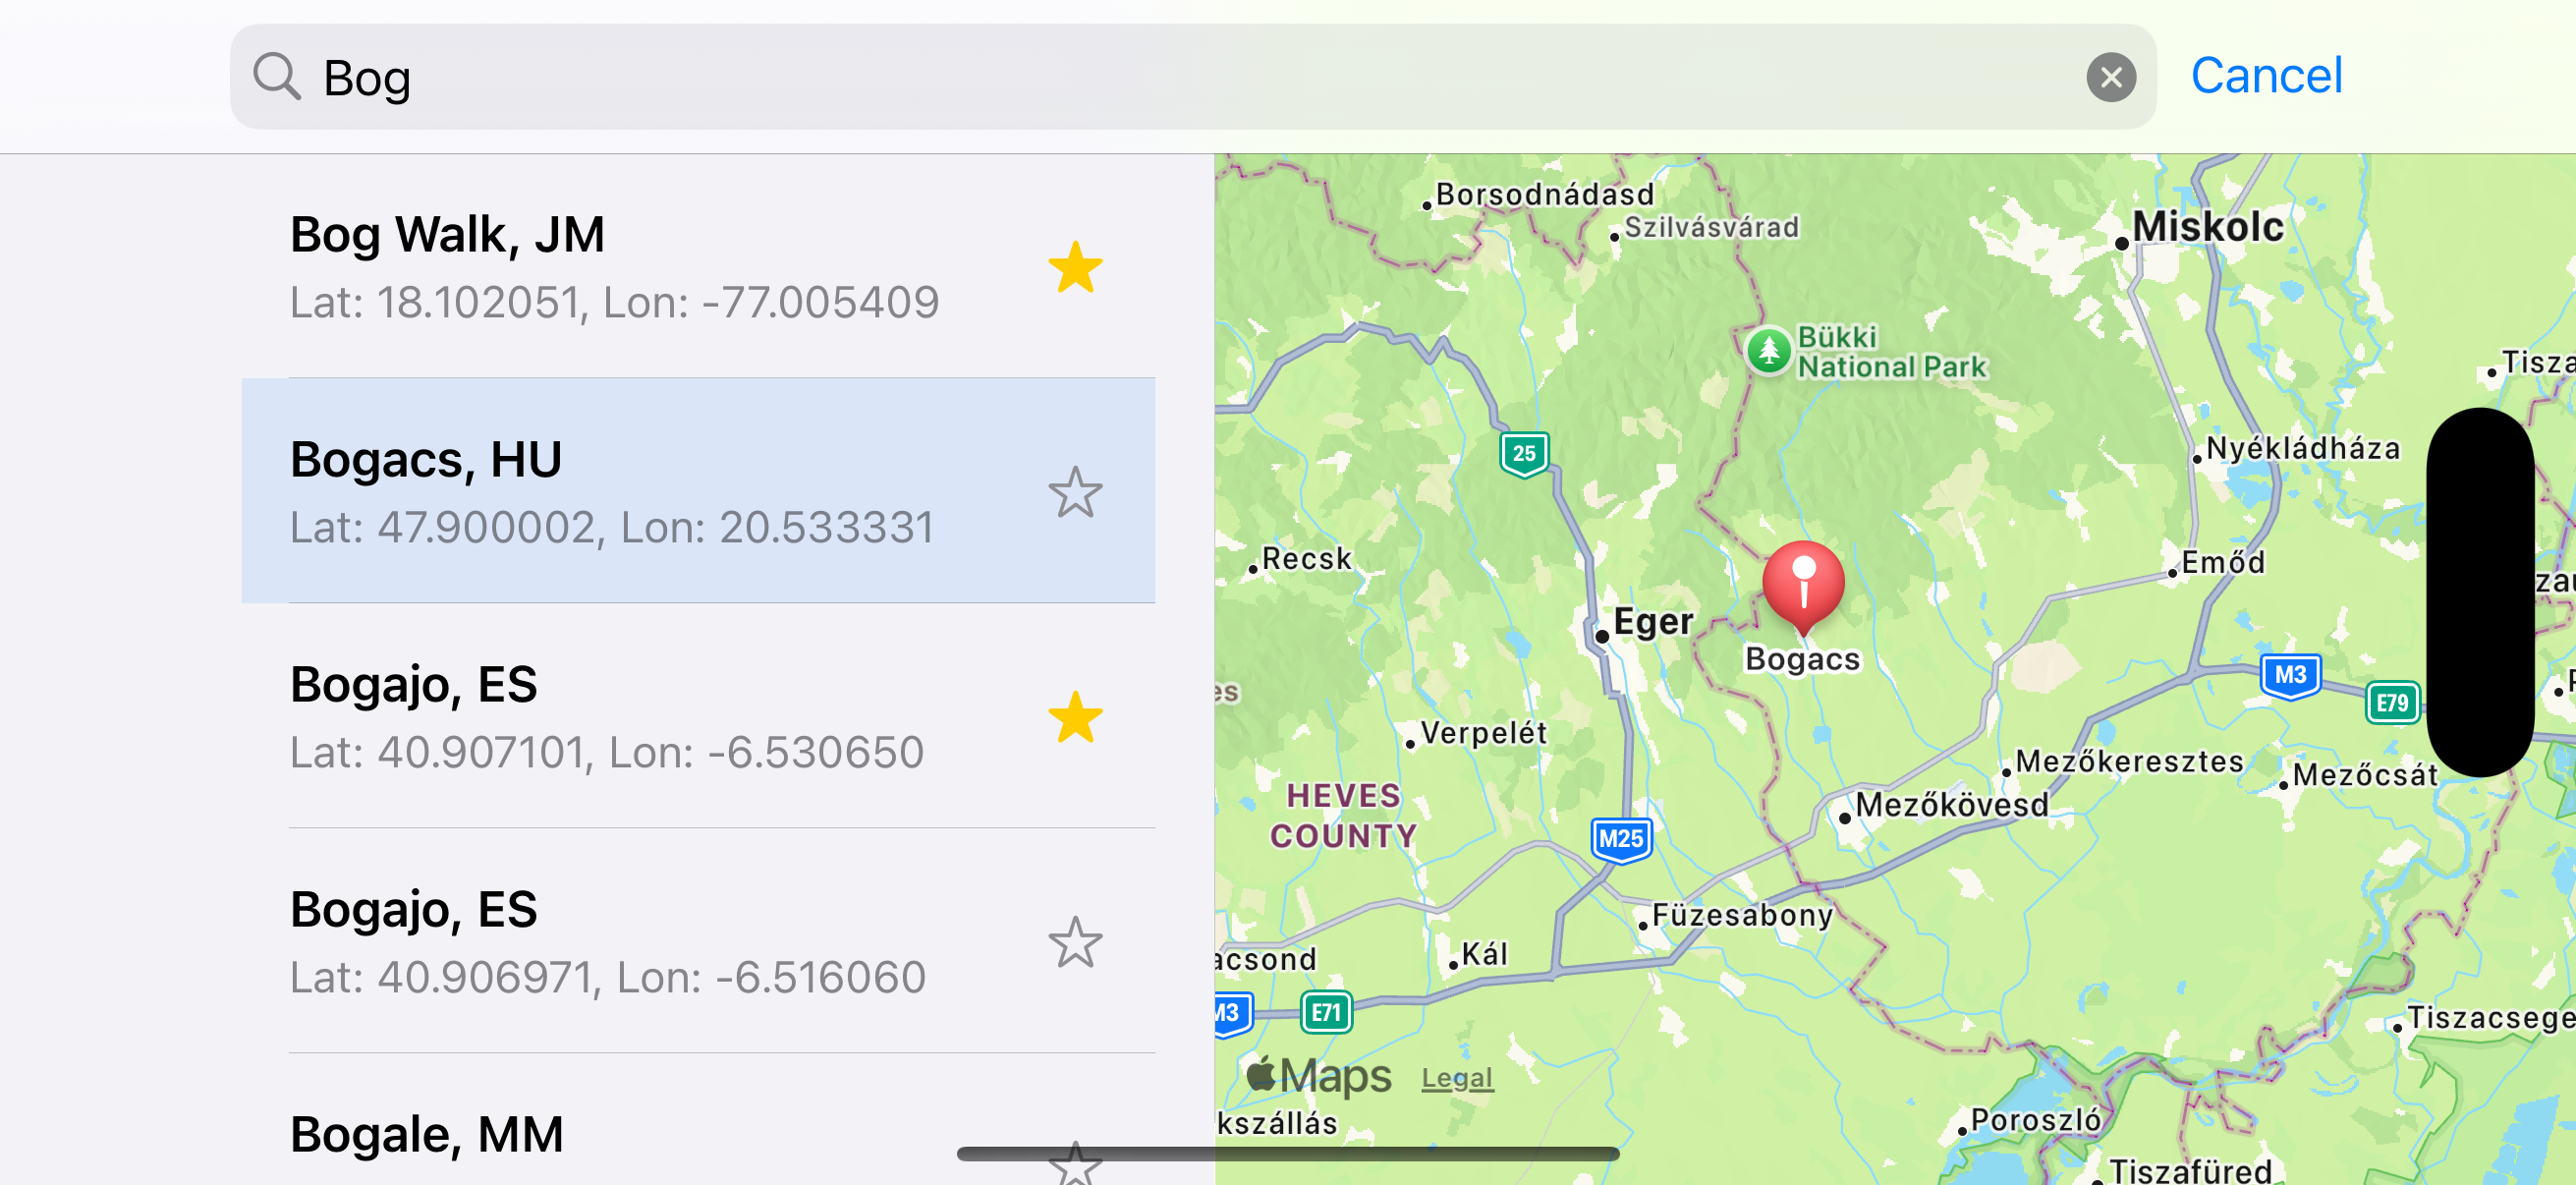 Bog
Cancel
Bog Walk, JM
Lat: 18.102051, Lon: -77.005409
Bogacs, HU
Lat: 47.900002, Lon: 20.533331
Bogajo, ES
Lat: 40.907101, Lon: -6.530650
Bogajo, ES
Lat: 40.906971, Lon: -6.516060
Bogale, MM
Borsodnádasd
Szilvásvárad
Miskolc
Bükki
National Park
Tisza
25
Nyékládháza
Recsk
Emőd
Eger
Bogacs
es
M3
E79
Verpelét
Mezőkeresztes
Mezőcsát
HEVES
COUNTY
Mezőkövesd
M25
Füzesabony
Kál
acsond
M3
E71
Tiszacsege
Maps
Legal
kszállás
Poroszló
Tiszafüred